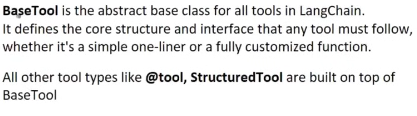 BaseTool is the abstract base class for all tools in LangChain.
It defines the core structure and interface that any tool must follow,
whether it's a simple one-liner or a fully customized function.
All other tool types like @tool, StructuredTool are built on top of
BaseTool